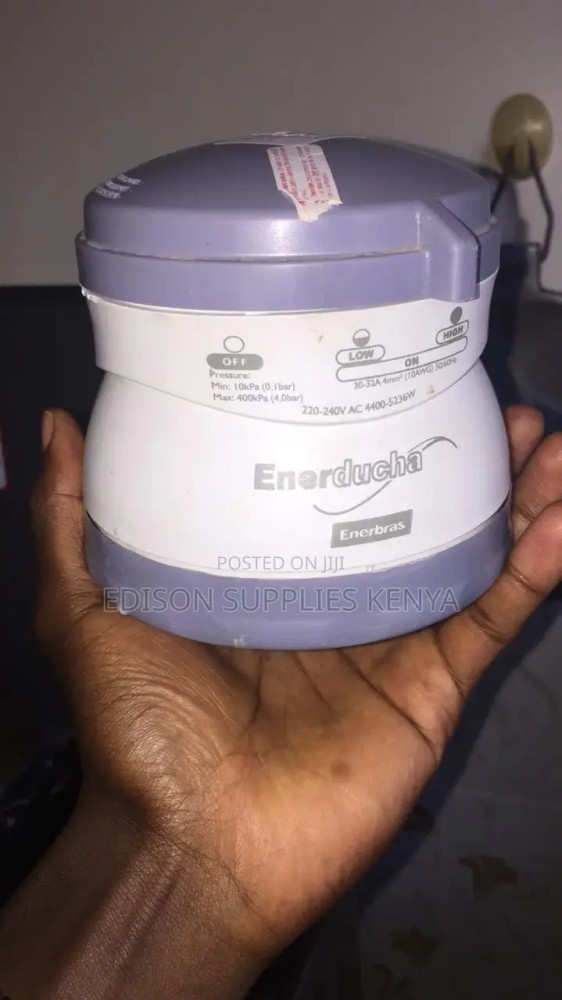 OFF
LOW
HIGH
ON
Pressure:
Min: 10kPa (0,1bar)
Max: 400kPa (4,0bar)
30-32A 4mm² (10AWG) 50/60Hz
220-240V AC 4400-5236W
Enerducha
Enerbras
POSTED ON JIJI
EDISON SUPPLIES KENYA